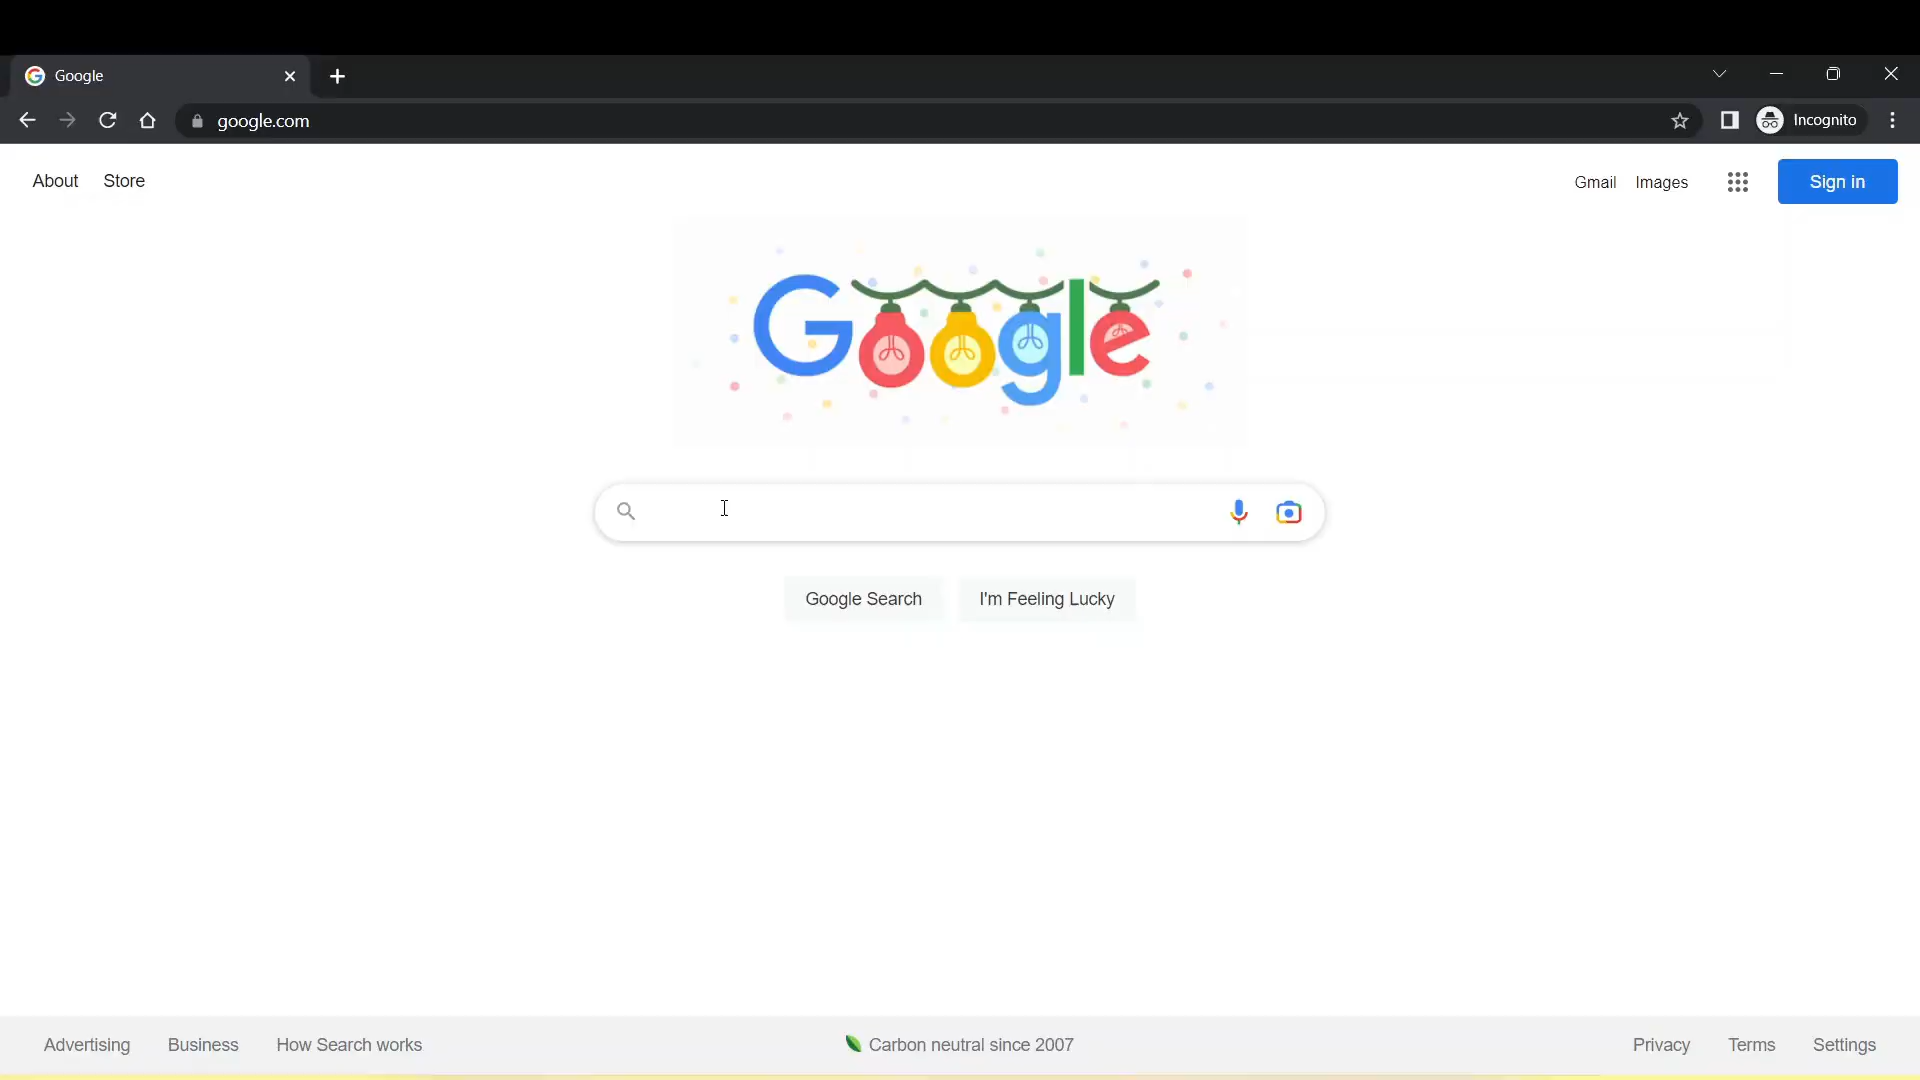 Google
google.com
Incognito
About Store
Gmail Images Sign in
Google
Google Search I'm Feeling Lucky
Advertising Business How Search works Carbon neutral since 2007 Privacy Terms Settings